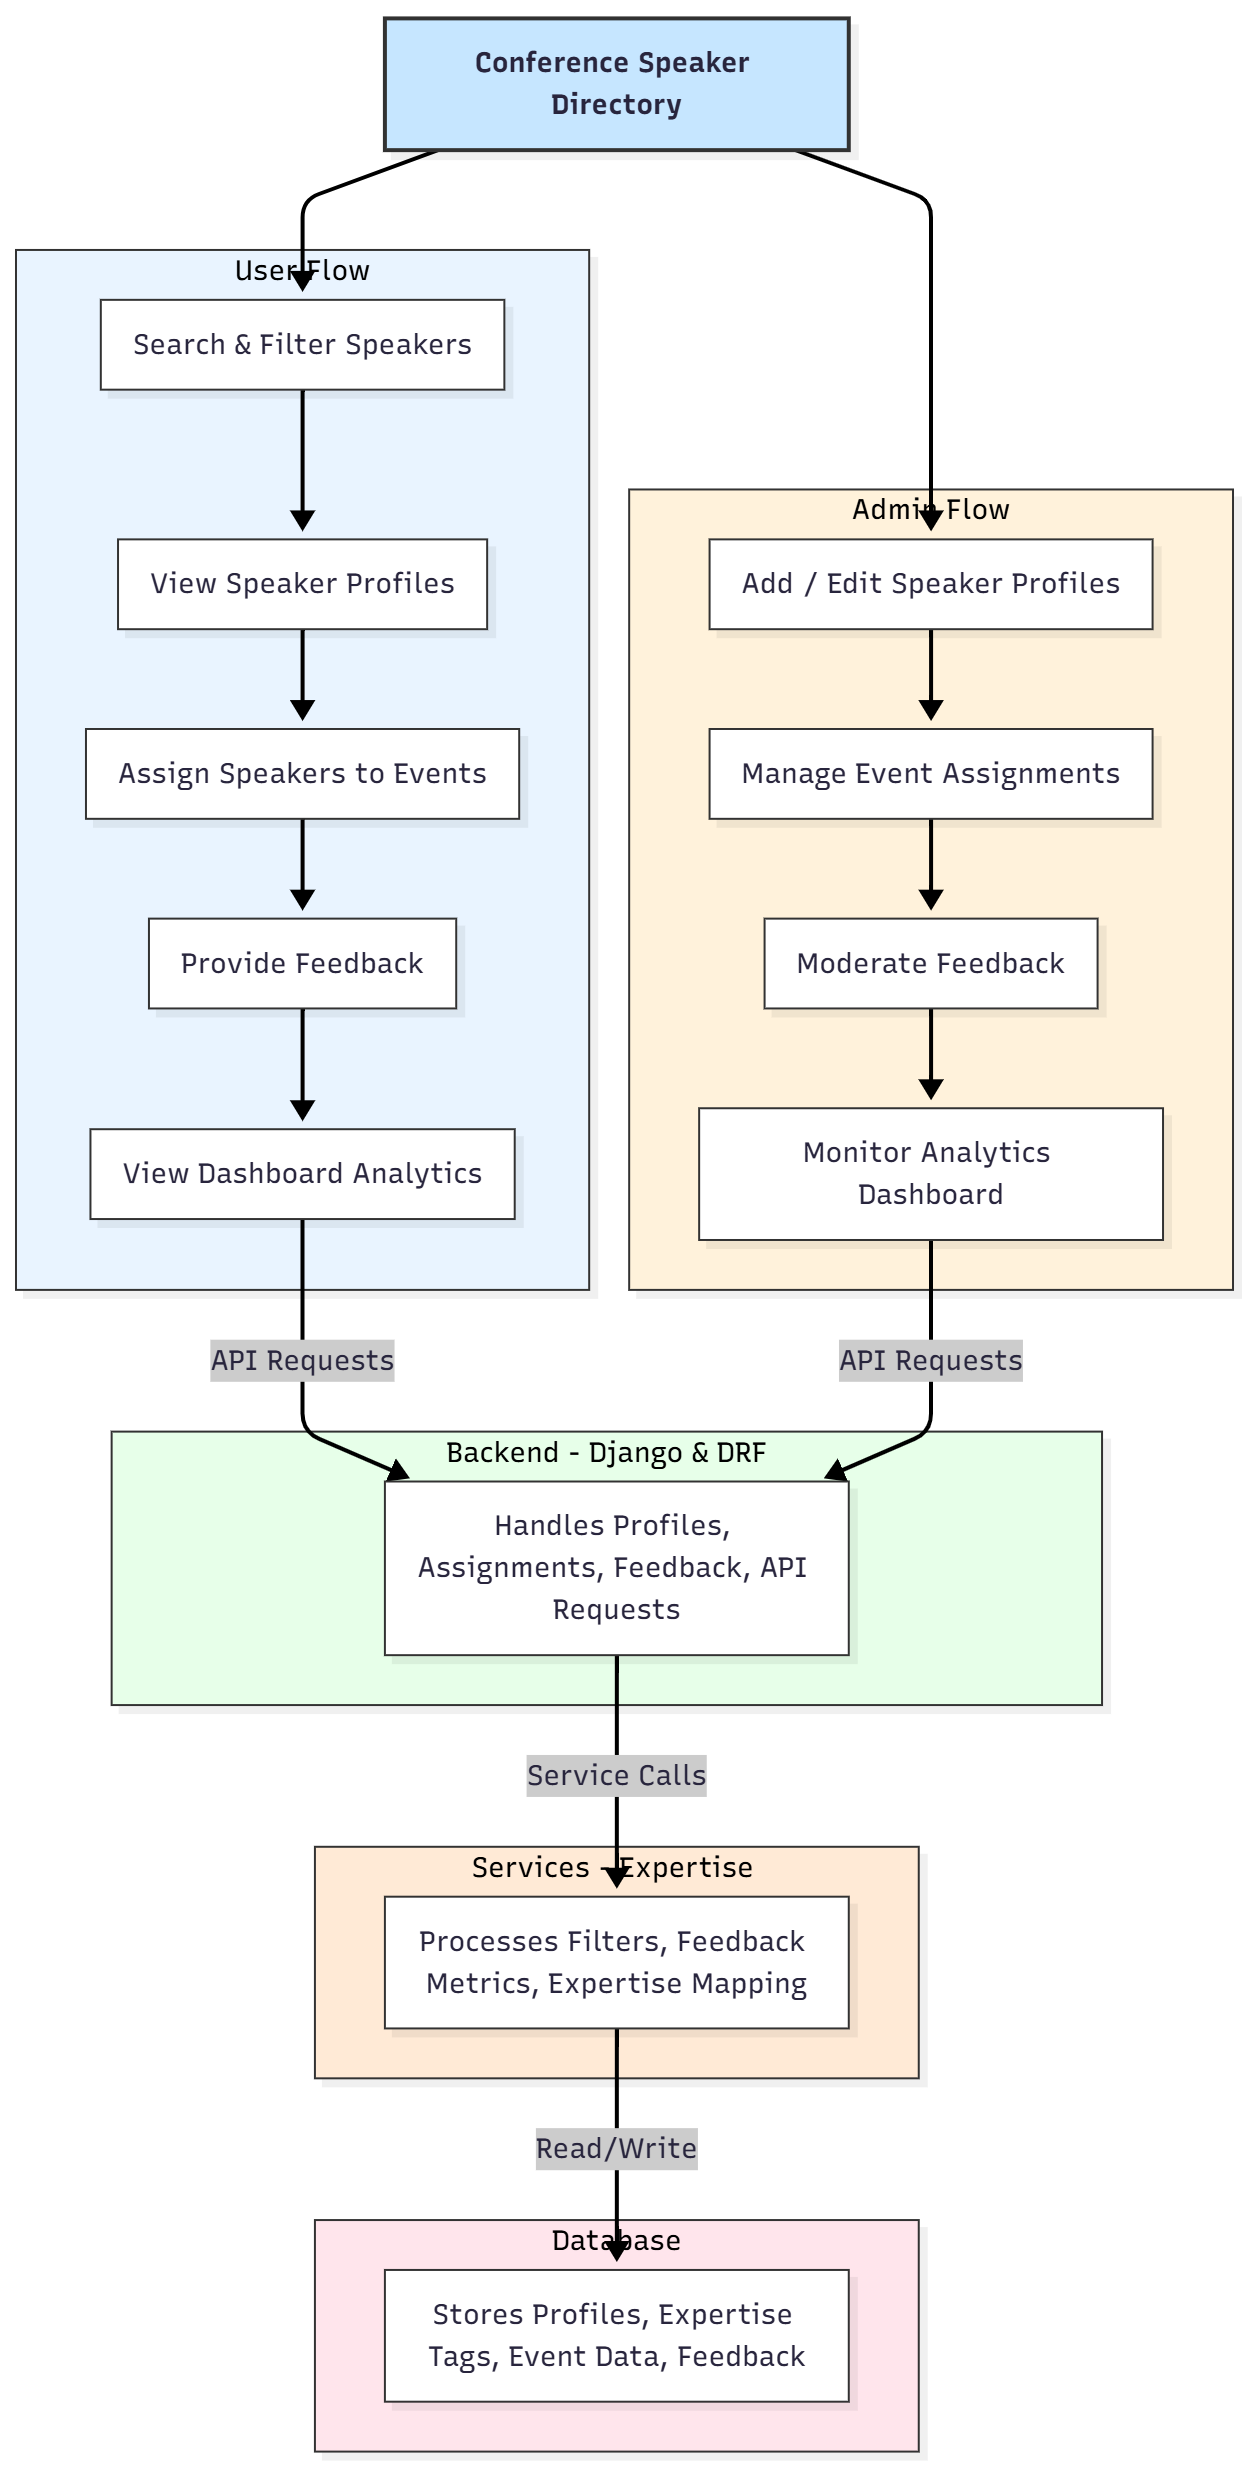 Conference Speaker
Directory
User Flow
Search & Filter Speakers
View Speaker Profiles
Assign Speakers to Events
Provide Feedback
View Dashboard Analytics
Admin Flow
Add / Edit Speaker Profiles
Manage Event Assignments
Moderate Feedback
Monitor Analytics
Dashboard
API Requests
API Requests
Backend - Django & DRF
Handles Profiles,
Assignments, Feedback, API
Requests
Service Calls
Services - Expertise
Processes Filters, Feedback
Metrics, Expertise Mapping
Read/Write
Database
Stores Profiles, Expertise
Tags, Event Data, Feedback